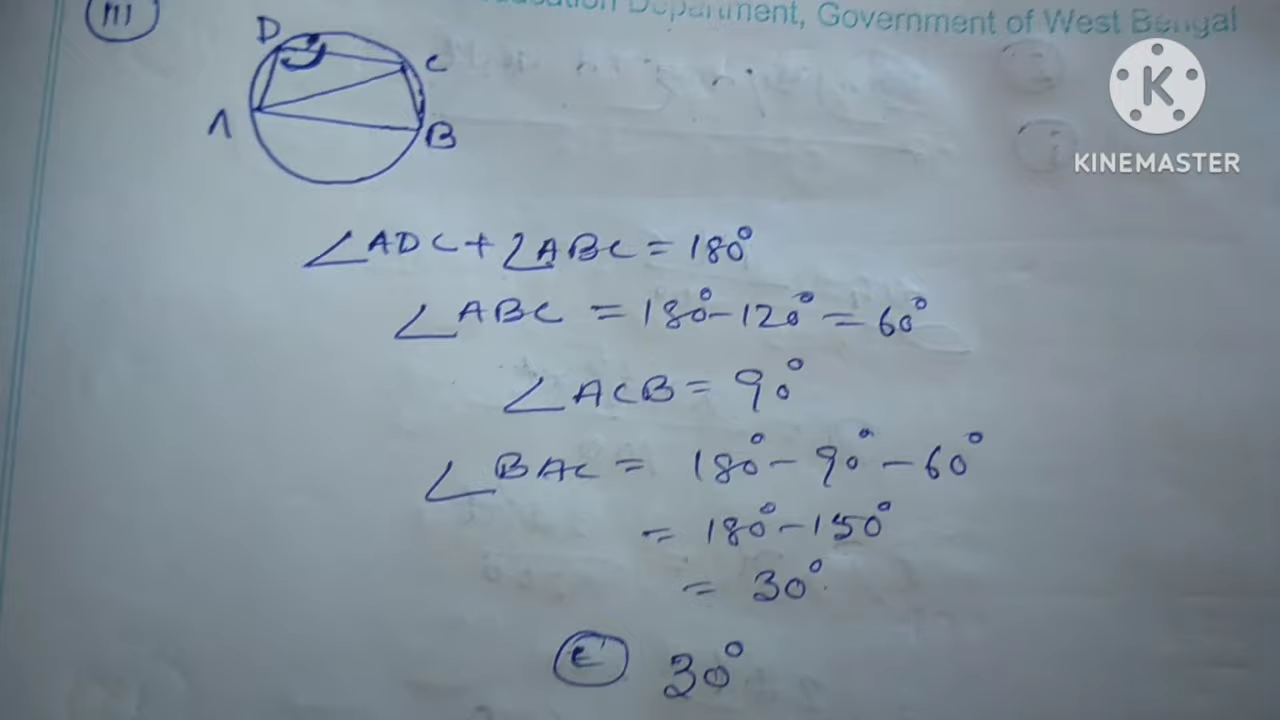 (iii)
Education Department, Government of West Bengal
D
C
A
B
K
KINEMASTER
∠ADC + ∠ABC = 180°
∠ABC = 180° - 120° = 60°
∠ACB = 90°
∠BAC = 180° - 90° - 60°
= 180° - 150°
= 30°
30°